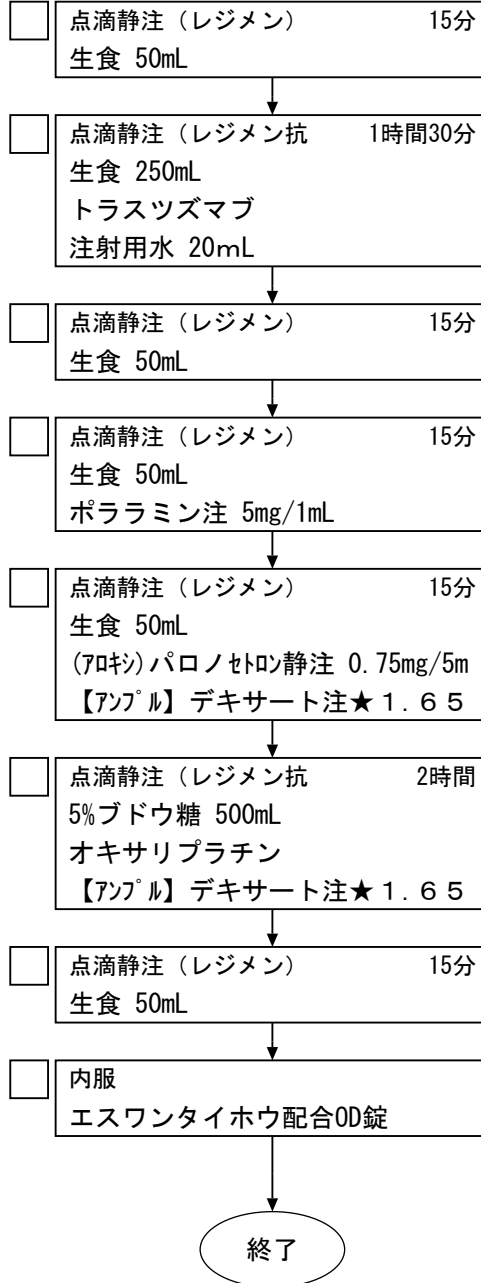 点滴静注（レジメン） 15分
生食 50mL
点滴静注（レジメン抗 1時間30分
生食 250mL
トラスツズマブ
注射用水 20ｍL
点滴静注（レジメン） 15分
生食 50mL
点滴静注（レジメン） 15分
生食 50mL
ポララミン注 5mg/1mL
点滴静注（レジメン） 15分
生食 50mL
(ｱﾛｷｼ)パロノｾﾄﾛﾝ静注 0.75mg/5m
【ｱﾝﾌﾟﾙ】デキサート注★１.６５
点滴静注（レジメン抗 2時間
5%ブドウ糖 500mL
オキサリプラチン
【ｱﾝﾌﾟﾙ】デキサート注★１.６５
点滴静注（レジメン） 15分
生食 50mL
内服
エスワンタイホウ配合OD錠
終了